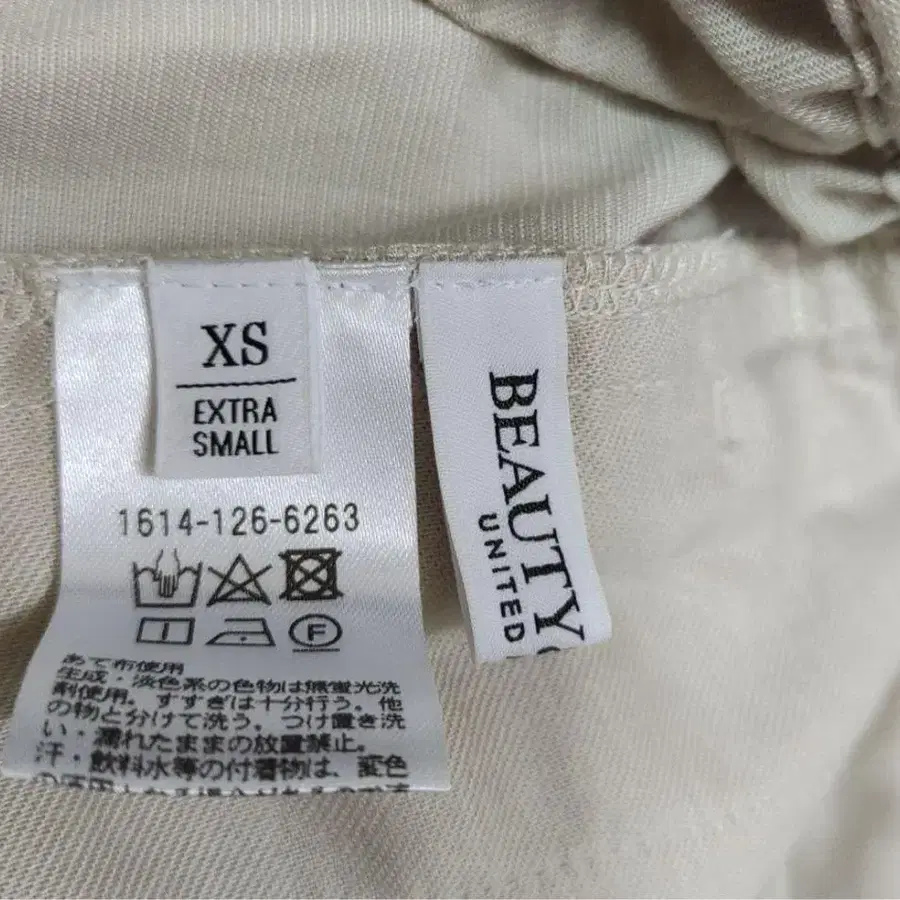 XS
EXTRA
SMALL
1614-126-6263
F
あて布使用
生成・淡色系の色物は無蛍光洗
剤使用。すすぎは十分行う。他
の物と分けて洗う。つけ置き洗
い・濡れたままの放置禁止。
汗・飲料水等の付着物は、変色
BEAUTY
UNITED